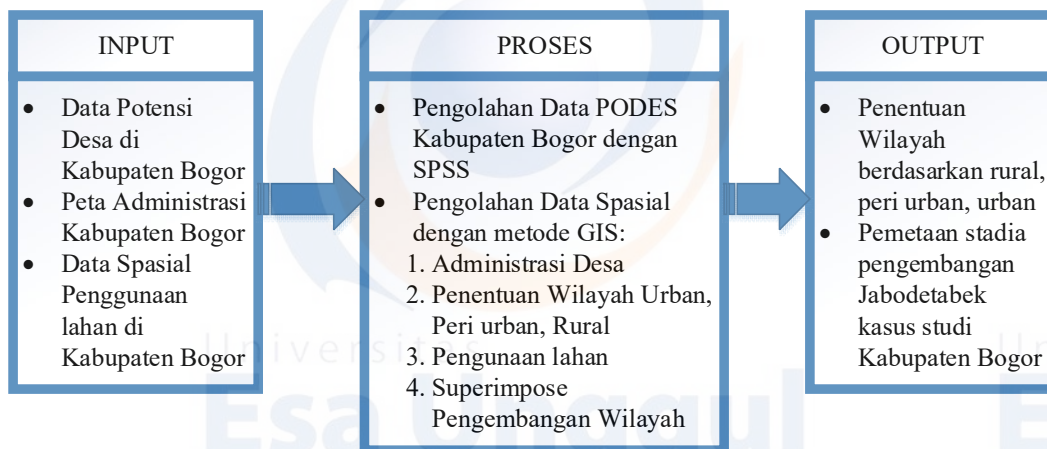 INPUT
• Data Potensi
Desa di
Kabupaten Bogor
• Peta Administrasi
Kabupaten Bogor
• Data Spasial
Penggunaan
lahan di
Kabupaten Bogor
PROSES
• Pengolahan Data PODES
Kabupaten Bogor dengan
SPSS
• Pengolahan Data Spasial
dengan metode GIS:
1. Administrasi Desa
2. Penentuan Wilayah Urban,
Peri urban, Rural
3. Pengunaan lahan
4. Superimpose
Pengembangan Wilayah
OUTPUT
• Penentuan
Wilayah
berdasarkan rural,
peri urban, urban
• Pemetaan stadia
pengembangan
Jabodetabek
kasus studi
Kabupaten Bogor
Universitas
Esa Unggul